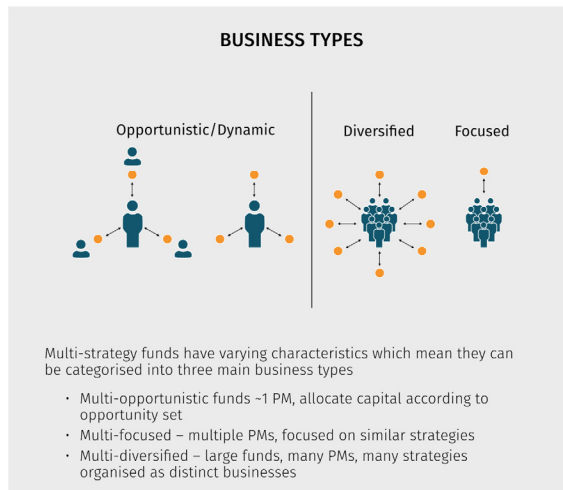 BUSINESS TYPES
Opportunistic/Dynamic
Diversified
Focused
Multi-strategy funds have varying characteristics which mean they can
be categorised into three main business types
· Multi-opportunistic funds ~1 PM, allocate capital according to
opportunity set
· Multi-focused – multiple PMs, focused on similar strategies
· Multi-diversified – large funds, many PMs, many strategies
organised as distinct businesses